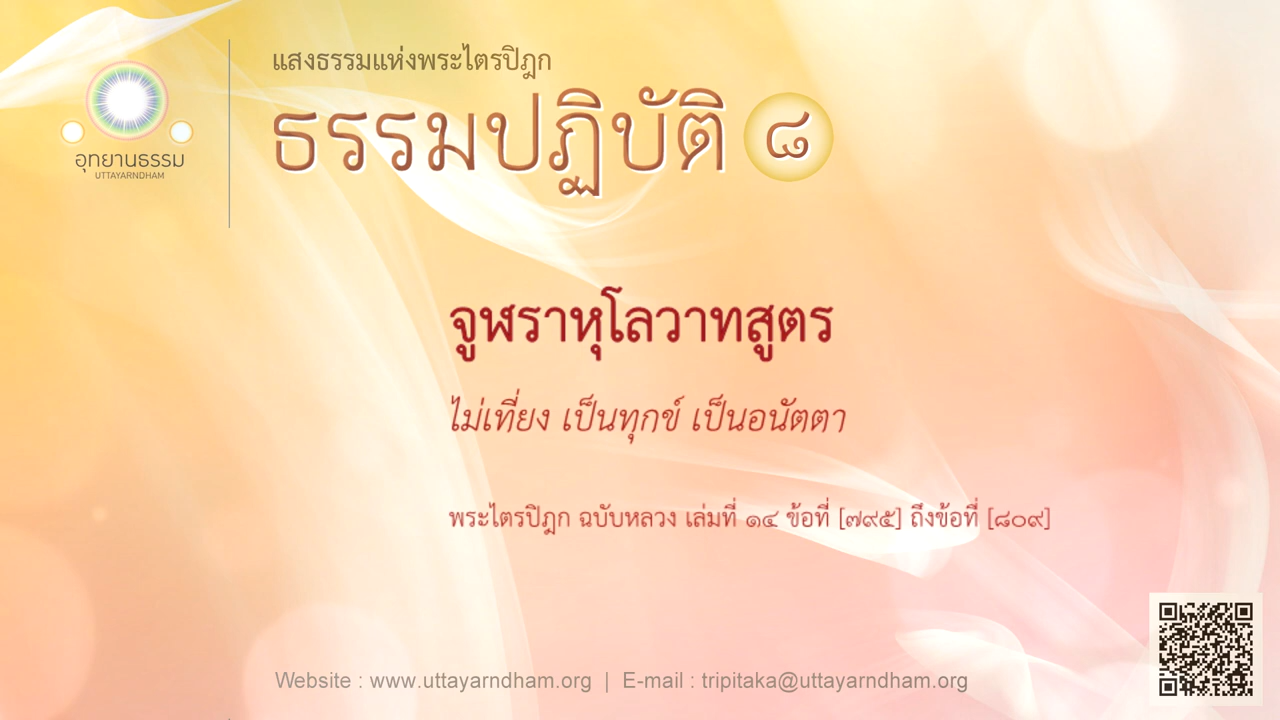 แสงธรรมแห่งพระไตรปิฎก
ธรรมปฏิบัติ ๘
อุทยานธรรม
UTTAYARNDHAM
จูฬราหุโลวาทสูตร
ไม่เที่ยง เป็นทุกข์ เป็นอนัตตา
พระไตรปิฎก ฉบับหลวง เล่มที่ ๑๔ ข้อที่ [๗๙๕] ถึงข้อที่ [๘๐๙]
Website : www.uttayarndham.org | E-mail : tripitaka@uttayarndham.org